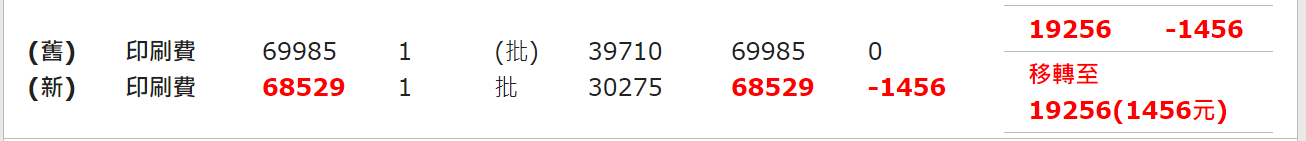 (舊) 印刷費 69985 1 (批) 39710 69985 0
(新) 印刷費 68529 1 批 30275 68529 -1456
19256 -1456
移轉至
19256(1456元)